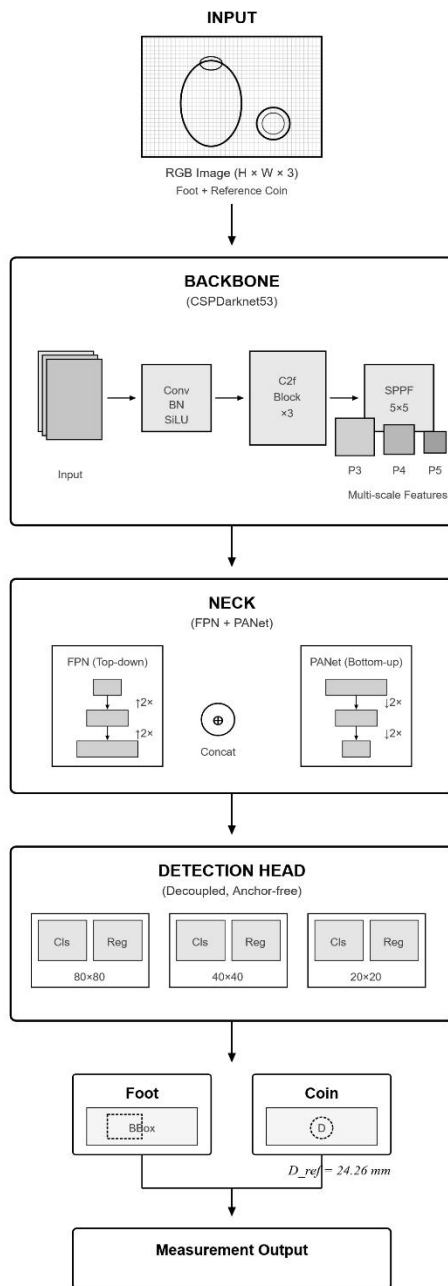 INPUT
RGB Image (H × W × 3)
Foot + Reference Coin
BACKBONE
(CSPDarknet53)
Input
Conv
BN
SiLU
C2f
Block
×3
SPPF
5×5
P3 P4 P5
Multi-scale Features
NECK
(FPN + PANet)
FPN (Top-down)
↑2×
↑2×
⊕
Concat
PANet (Bottom-up)
↓2×
↓2×
DETECTION HEAD
(Decoupled, Anchor-free)
Cls Reg
80×80
Cls Reg
40×40
Cls Reg
20×20
Foot
BBox
Coin
D
D_ref = 24.26 mm
Measurement Output